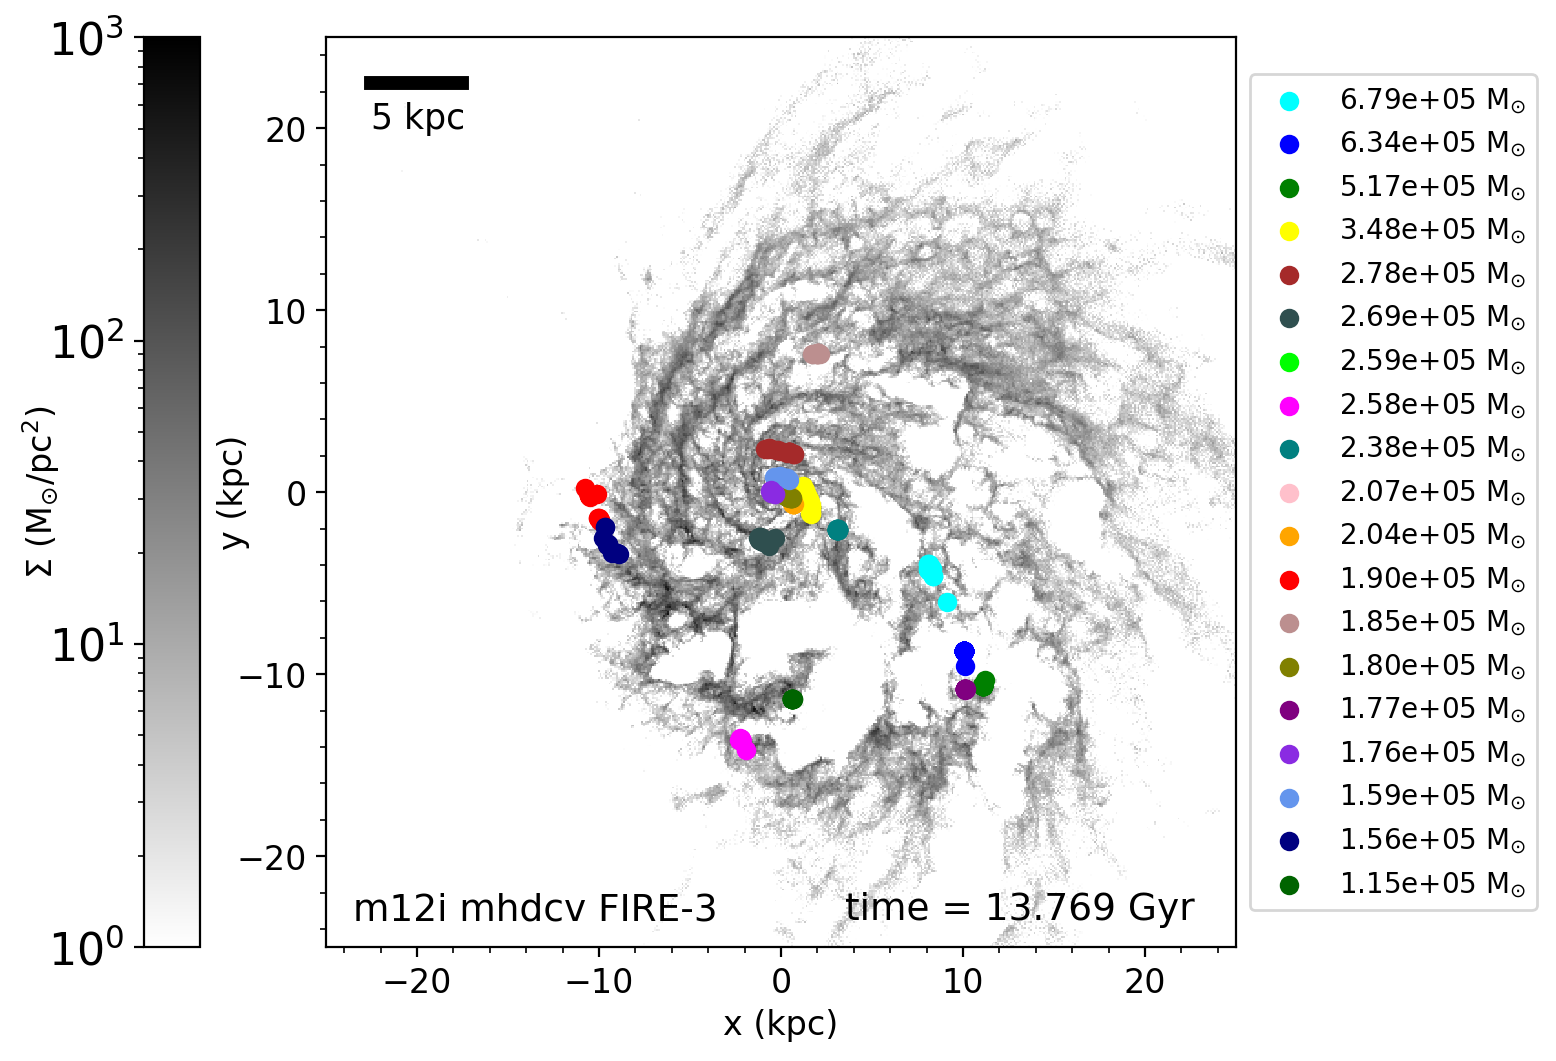 10³
10²
10¹
10⁰
Σ (M⊙/pc²)
y (kpc)
20
10
0
−10
−20
5 kpc
m12i mhdcv FIRE-3
time = 13.769 Gyr
−20
−10
0
10
20
x (kpc)
6.79e+05 M⊙
6.34e+05 M⊙
5.17e+05 M⊙
3.48e+05 M⊙
2.78e+05 M⊙
2.69e+05 M⊙
2.59e+05 M⊙
2.58e+05 M⊙
2.38e+05 M⊙
2.07e+05 M⊙
2.04e+05 M⊙
1.90e+05 M⊙
1.85e+05 M⊙
1.80e+05 M⊙
1.77e+05 M⊙
1.76e+05 M⊙
1.59e+05 M⊙
1.56e+05 M⊙
1.15e+05 M⊙